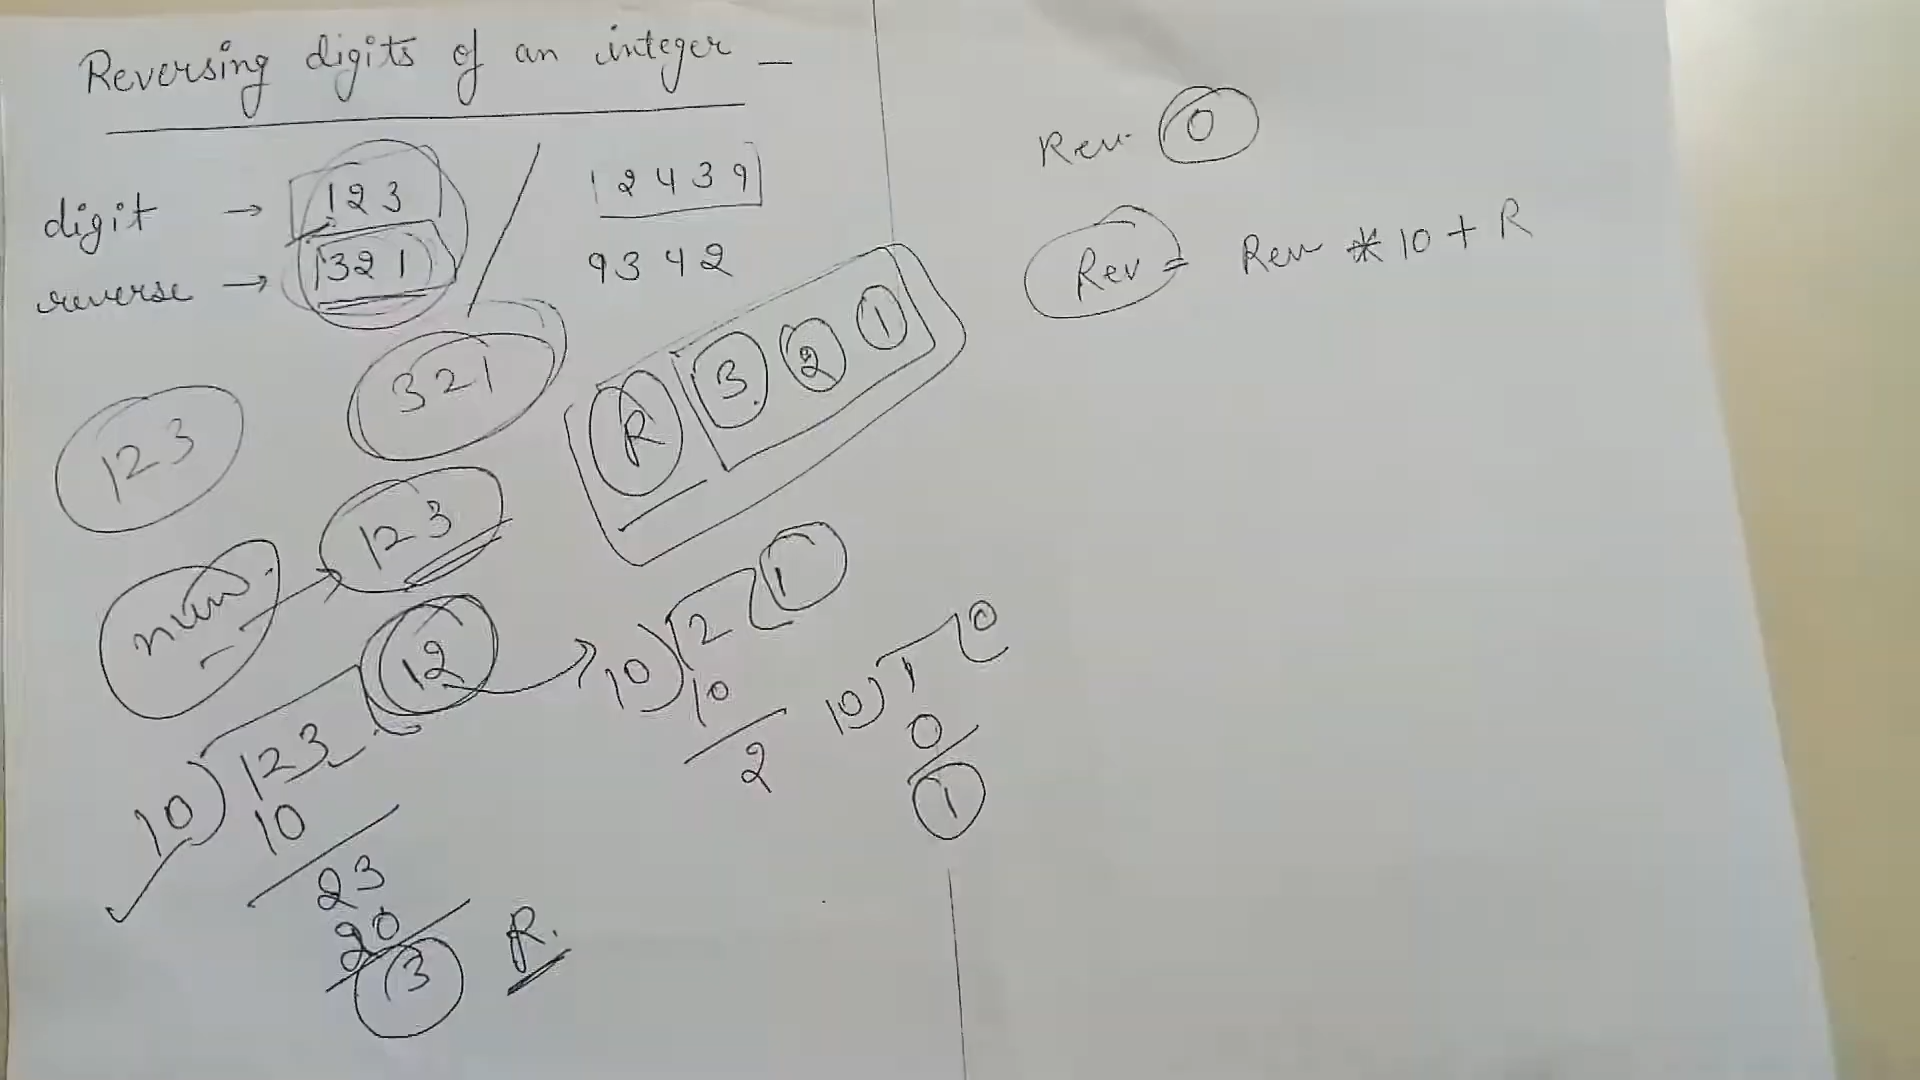 Reversing digits of an integer -
digit → 123
reverse → 321
12439
9342
123
321
R 3 2 1
num → 123
10) 123 ( 12
10
23
20
3 R.
10) 12 ( 1
10
2
10) 1 ( 0
0
1
Rev. 0
Rev = Rev * 10 + R